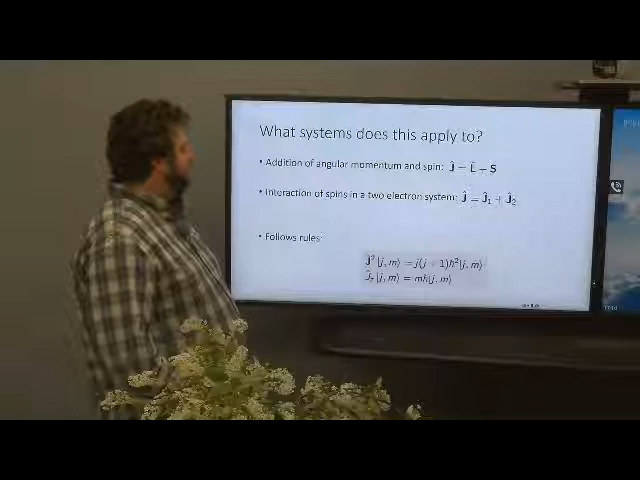 What systems does this apply to?
• Addition of angular momentum and spin: Ĵ = L̂ + Ŝ
• Interaction of spins in a two electron system: Ĵ = Ĵ₁ + Ĵ₂
• Follows rules:
Ĵ²|j, m⟩ = j(j + 1)ħ²|j, m⟩
Ĵz|j, m⟩ = mħ|j, m⟩